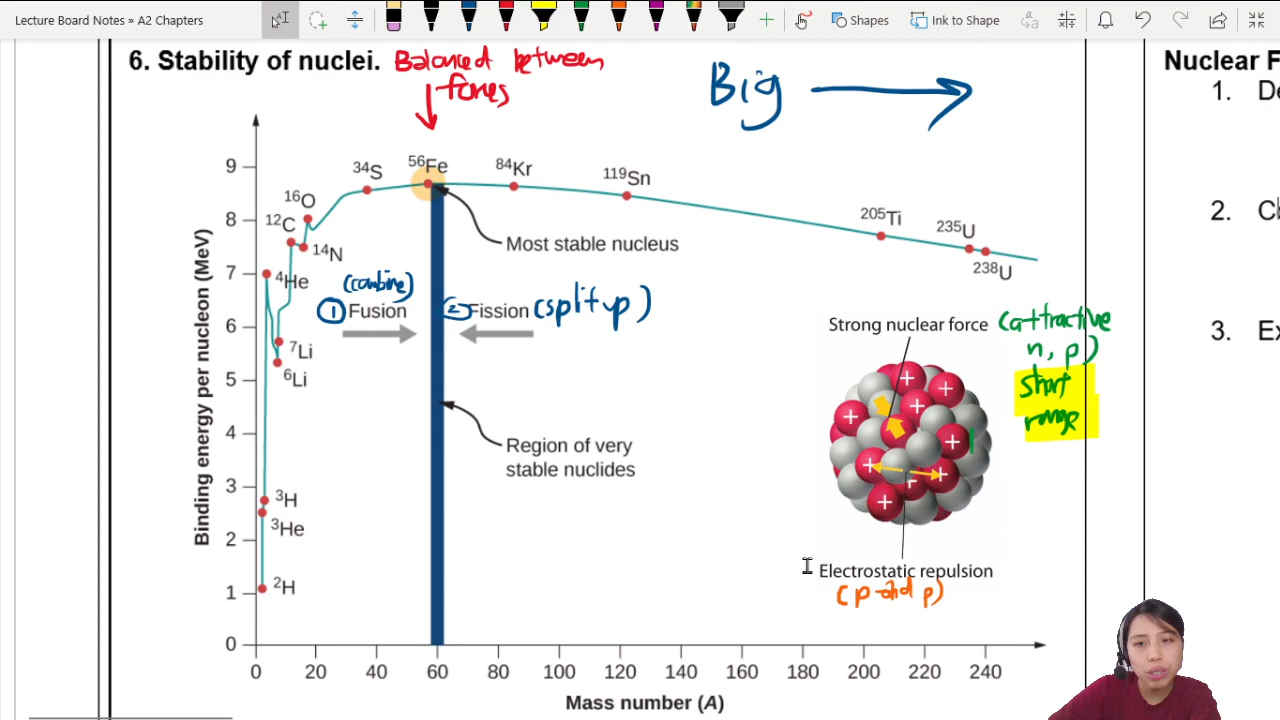 Lecture Board Notes » A2 Chapters
Shapes
Ink to Shape
6. Stability of nuclei.
Balanced between
forces
Big
Nuclear F
1. De
2. Cb
3. Ex
9
8
7
6
5
4
3
2
1
0
Binding energy per nucleon (MeV)
34S
56Fe
84Kr
119Sn
16O
12C
14N
205Ti
235U
238U
4He
7Li
6Li
3H
3He
2H
Most stable nucleus
(combine)
1 Fusion
2 Fission (split up)
Region of very
stable nuclides
Strong nuclear force (attractive
n, p)
short
range
+ + + + + + + + +
Electrostatic repulsion
(p and p)
0 20 40 60 80 100 120 140 160 180 200 220 240
Mass number (A)